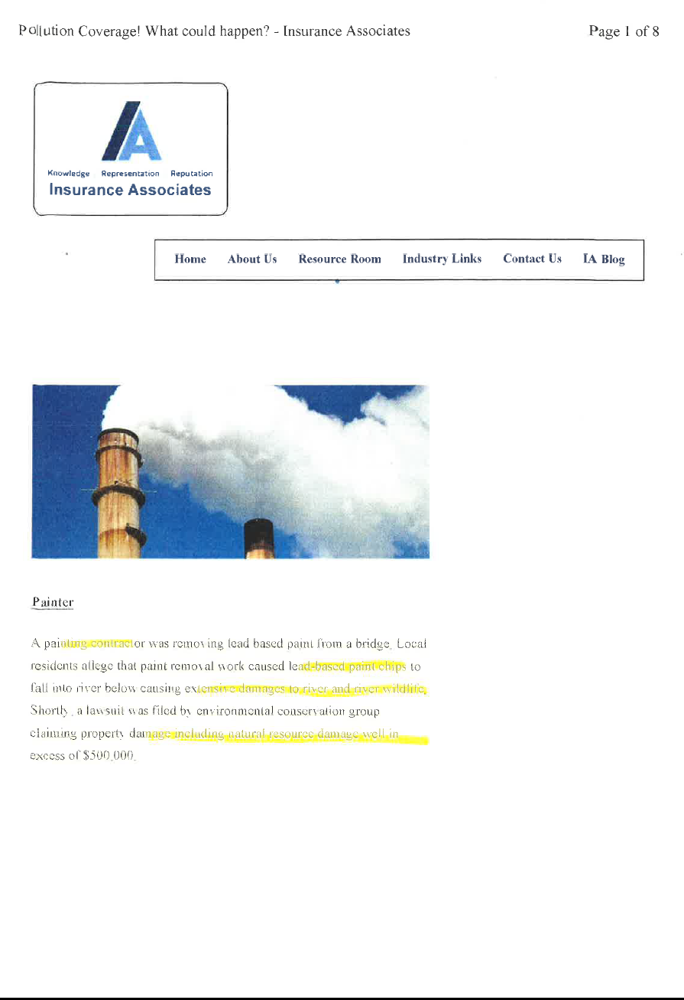 Pollution Coverage! What could happen? - Insurance Associates Page 1 of 8
IA
Knowledge Representation Reputation
Insurance Associates
Home About Us Resource Room Industry Links Contact Us IA Blog
Painter
A painting contractor was removing lead based paint from a bridge. Local
residents allege that paint removal work caused lead-based paint chips to
fall into river below causing extensive damages to river and river wildlife.
Shortly , a lawsuit was filed by environmental conservation group
claiming property damage including natural resource damage well in
excess of $500,000.